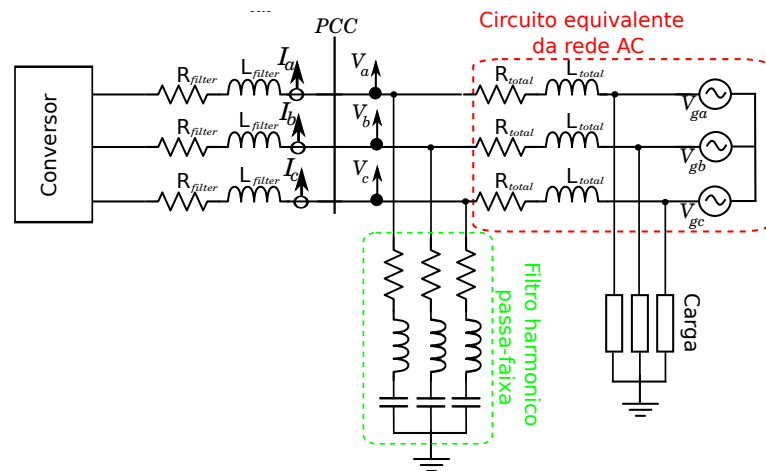 Circuito equivalente
da rede AC
PCC
Conversor
R_filter
L_filter
I_a
V_a
R_total
L_total
V_ga
R_filter
L_filter
I_b
V_b
R_total
L_total
V_gb
R_filter
L_filter
I_c
V_c
R_total
L_total
V_gc
Filtro harmonico
passa-faixa
Carga